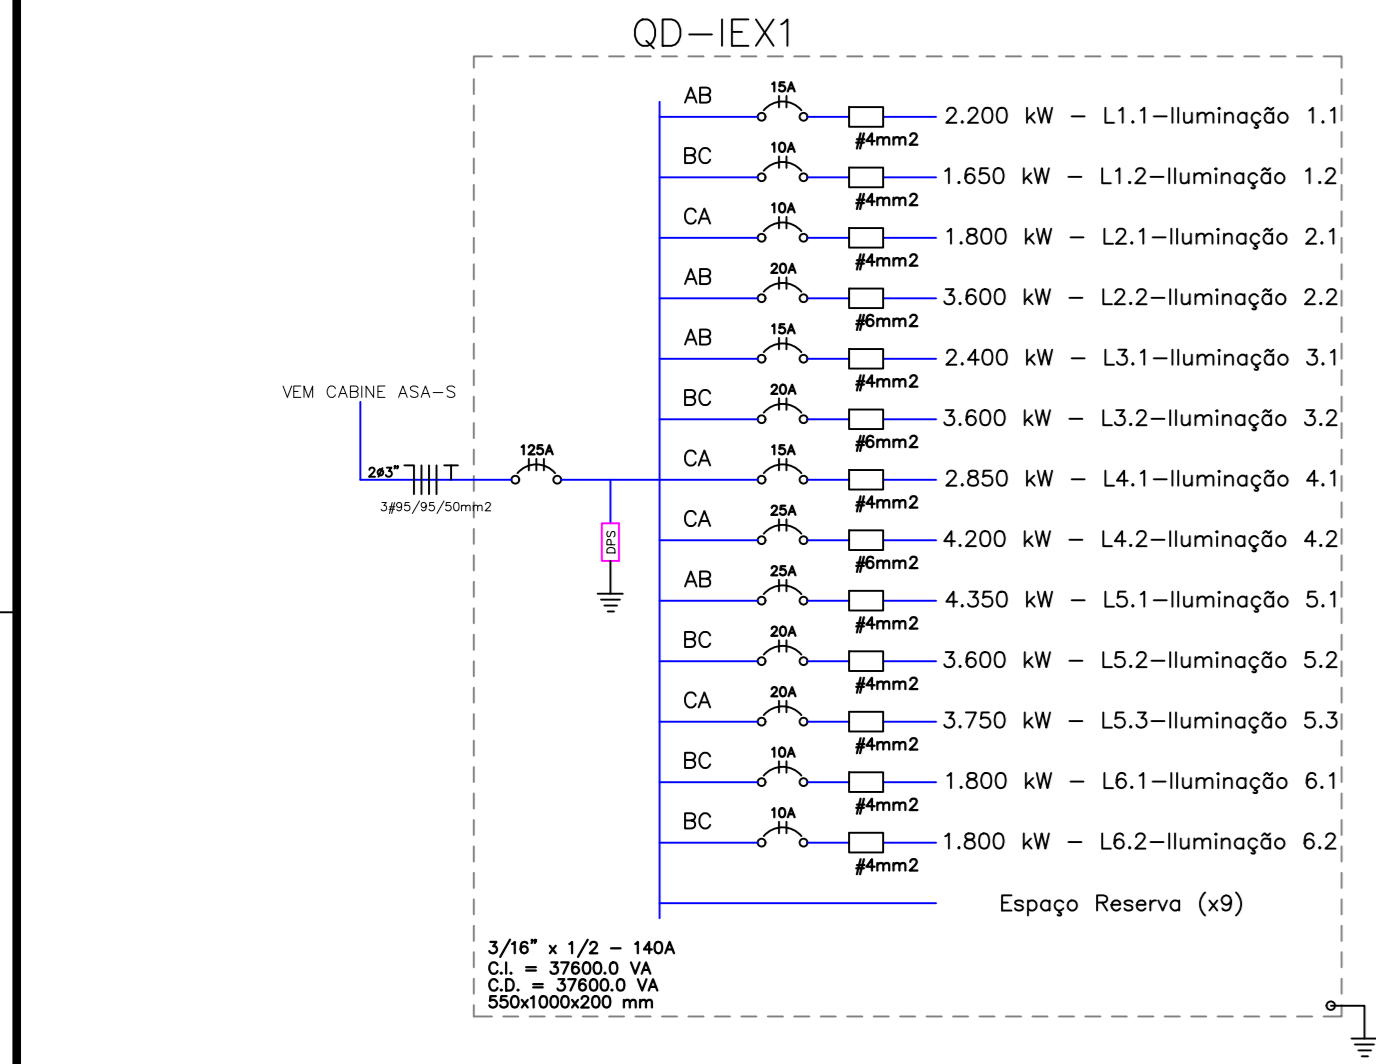 QD-IEX1
AB 15A #4mm2 2.200 kW - L1.1-Iluminação 1.1
BC 10A #4mm2 1.650 kW - L1.2-Iluminação 1.2
CA 10A #4mm2 1.800 kW - L2.1-Iluminação 2.1
AB 20A #6mm2 3.600 kW - L2.2-Iluminação 2.2
AB 15A #4mm2 2.400 kW - L3.1-Iluminação 3.1
BC 20A #6mm2 3.600 kW - L3.2-Iluminação 3.2
VEM CABINE ASA-S
2ø3"
3#95/95/50mm2
125A
DPS
CA 15A #4mm2 2.850 kW - L4.1-Iluminação 4.1
CA 25A #6mm2 4.200 kW - L4.2-Iluminação 4.2
AB 25A #4mm2 4.350 kW - L5.1-Iluminação 5.1
BC 20A #4mm2 3.600 kW - L5.2-Iluminação 5.2
CA 20A #4mm2 3.750 kW - L5.3-Iluminação 5.3
BC 10A #4mm2 1.800 kW - L6.1-Iluminação 6.1
BC 10A #4mm2 1.800 kW - L6.2-Iluminação 6.2
Espaço Reserva (x9)
3/16" x 1/2 - 140A
C.I. = 37600.0 VA
C.D. = 37600.0 VA
550x1000x200 mm